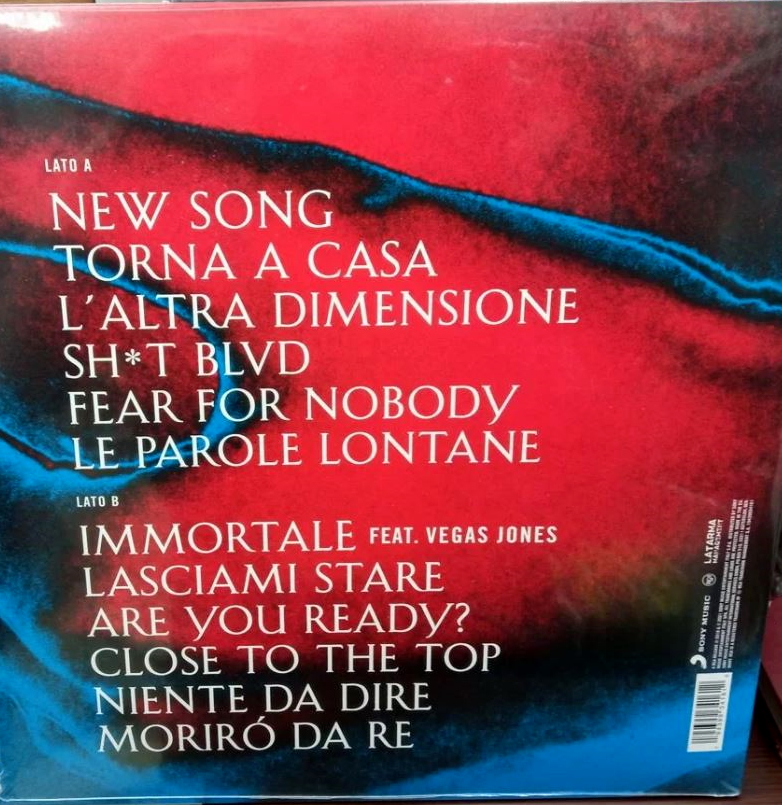 LATO A
NEW SONG
TORNA A CASA
L'ALTRA DIMENSIONE
SH*T BLVD
FEAR FOR NOBODY
LE PAROLE LONTANE
LATO B
IMMORTALE FEAT. VEGAS JONES
LASCIAMI STARE
ARE YOU READY?
CLOSE TO THE TOP
NIENTE DA DIRE
MORIRÓ DA RE
SONY MUSIC
LATARMA
MANAGEMENT